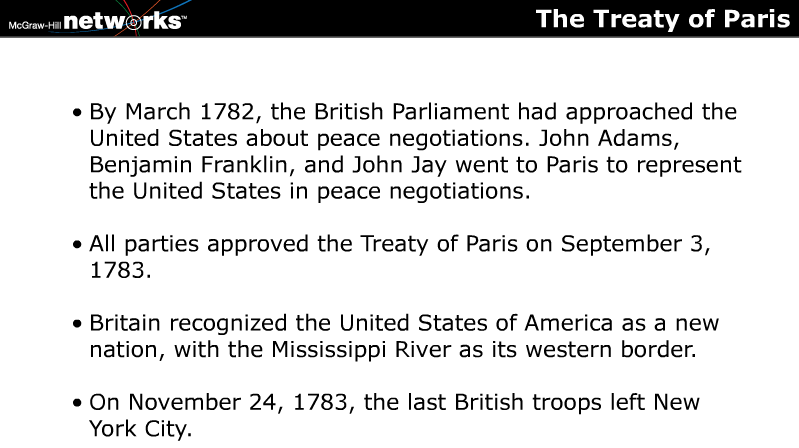 McGraw-Hill networks™
The Treaty of Paris
• By March 1782, the British Parliament had approached the
United States about peace negotiations. John Adams,
Benjamin Franklin, and John Jay went to Paris to represent
the United States in peace negotiations.
• All parties approved the Treaty of Paris on September 3,
1783.
• Britain recognized the United States of America as a new
nation, with the Mississippi River as its western border.
• On November 24, 1783, the last British troops left New
York City.